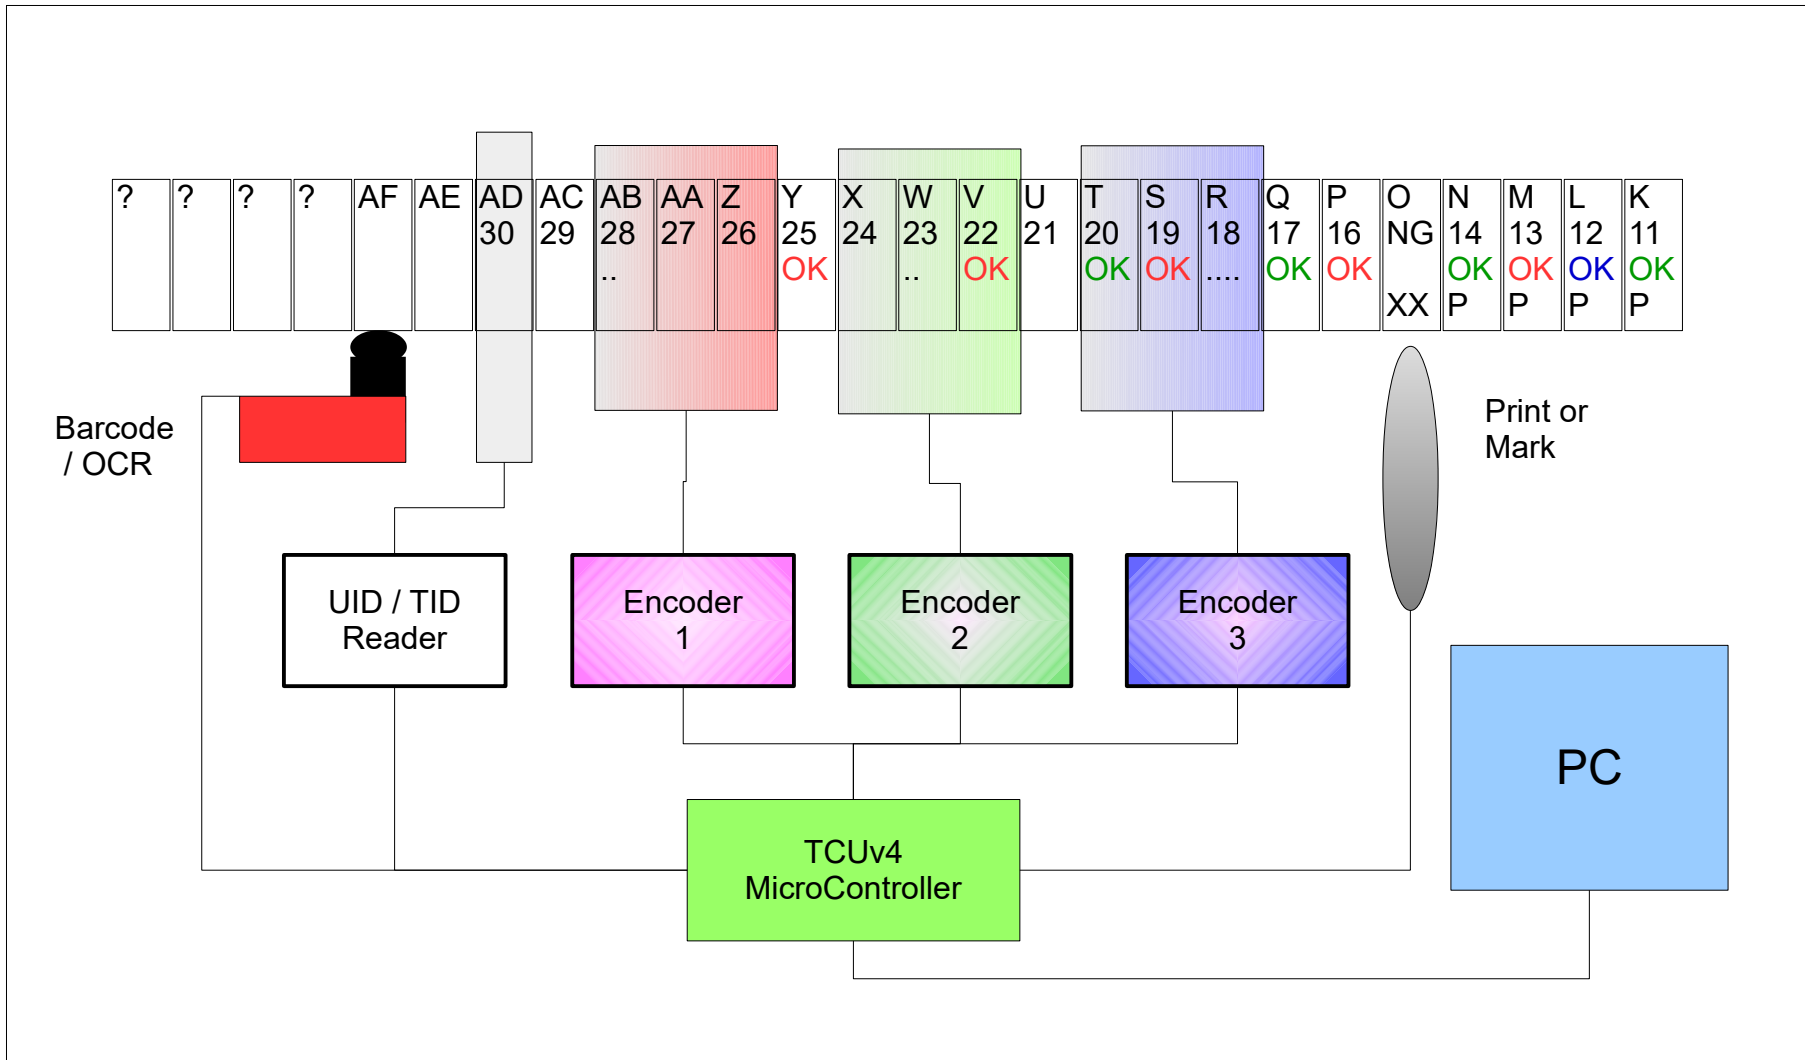 ? ? ? ? AF AE AD AC AB AA Z Y X W V U T S R Q P O N M L K
30 29 28 27 26 25 24 23 22 21 20 19 18 17 16 NG 14 13 12 11
.. OK .. OK OK OK .... OK OK OK OK OK OK
XX P P P P
Barcode
/ OCR
Print or
Mark
UID / TID
Reader
Encoder
1
Encoder
2
Encoder
3
PC
TCUv4
MicroController